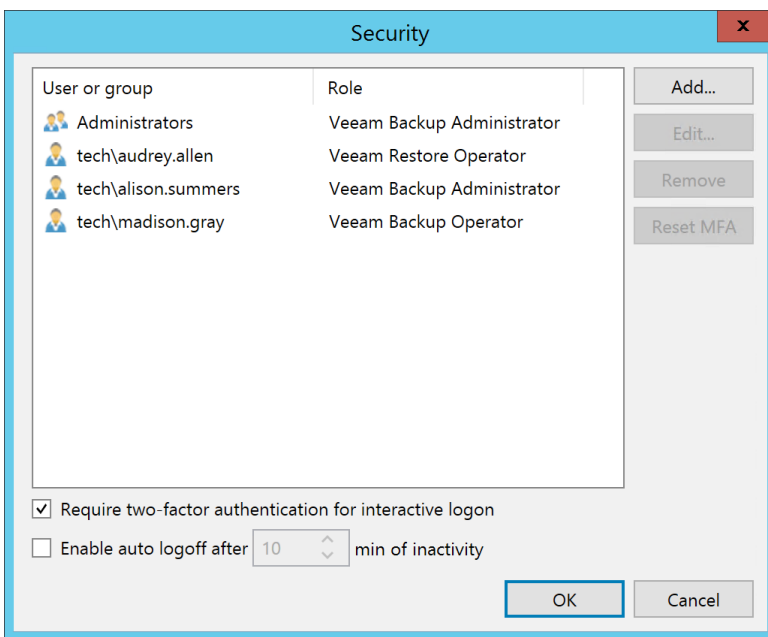 Security
x
User or group Role
Add...
Administrators Veeam Backup Administrator
Edit...
tech\audrey.allen Veeam Restore Operator
tech\alison.summers Veeam Backup Administrator
Remove
tech\madison.gray Veeam Backup Operator
Reset MFA
Require two-factor authentication for interactive logon
Enable auto logoff after 10 min of inactivity
OK Cancel